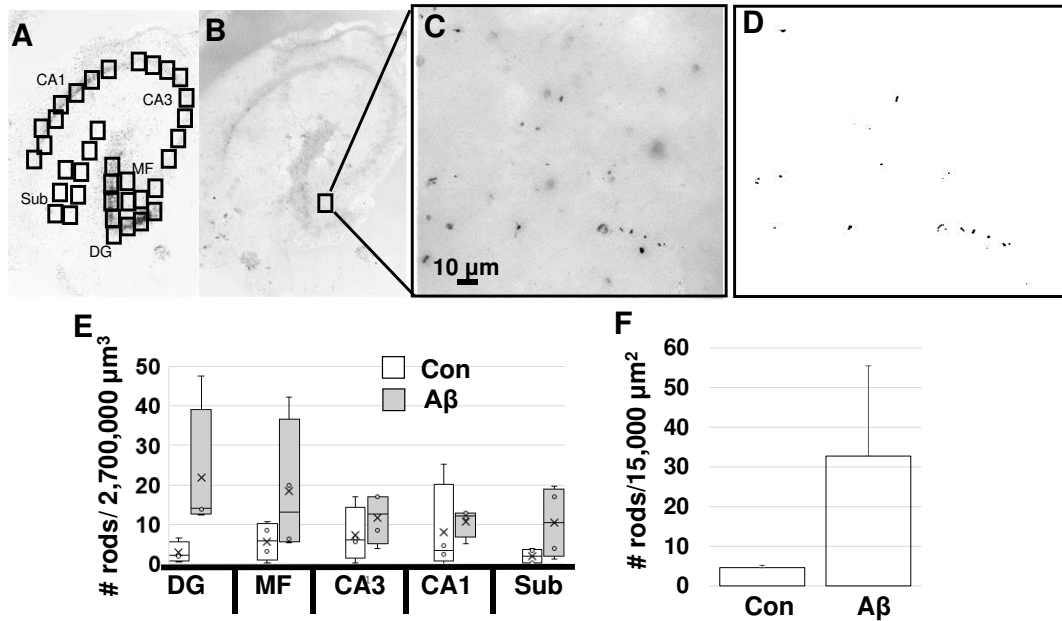 A
CA1
CA3
MF
Sub
DG
B
C
10 µm
D
E
# rods/ 2,700,000 µm³
50
40
30
20
10
0
Con
Aβ
DG
MF
CA3
CA1
Sub
F
# rods/15,000 µm²
60
50
40
30
20
10
0
Con
Aβ